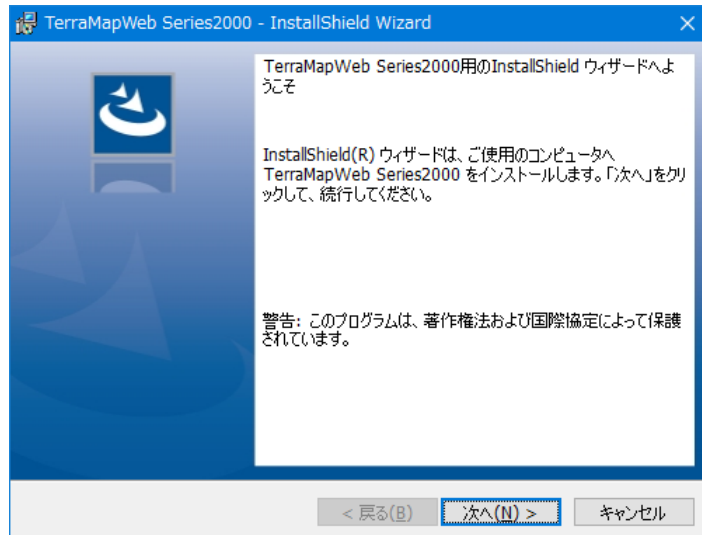 TerraMapWeb Series2000 - InstallShield Wizard
TerraMapWeb Series2000用のInstallShield ウィザードへよ
うこそ
InstallShield(R) ウィザードは、ご使用のコンピュータへ
TerraMapWeb Series2000 をインストールします。「次へ」をクリ
ックして、続行してください。
警告: このプログラムは、著作権法および国際協定によって保護
されています。
< 戻る(B)
次へ(N) >
キャンセル